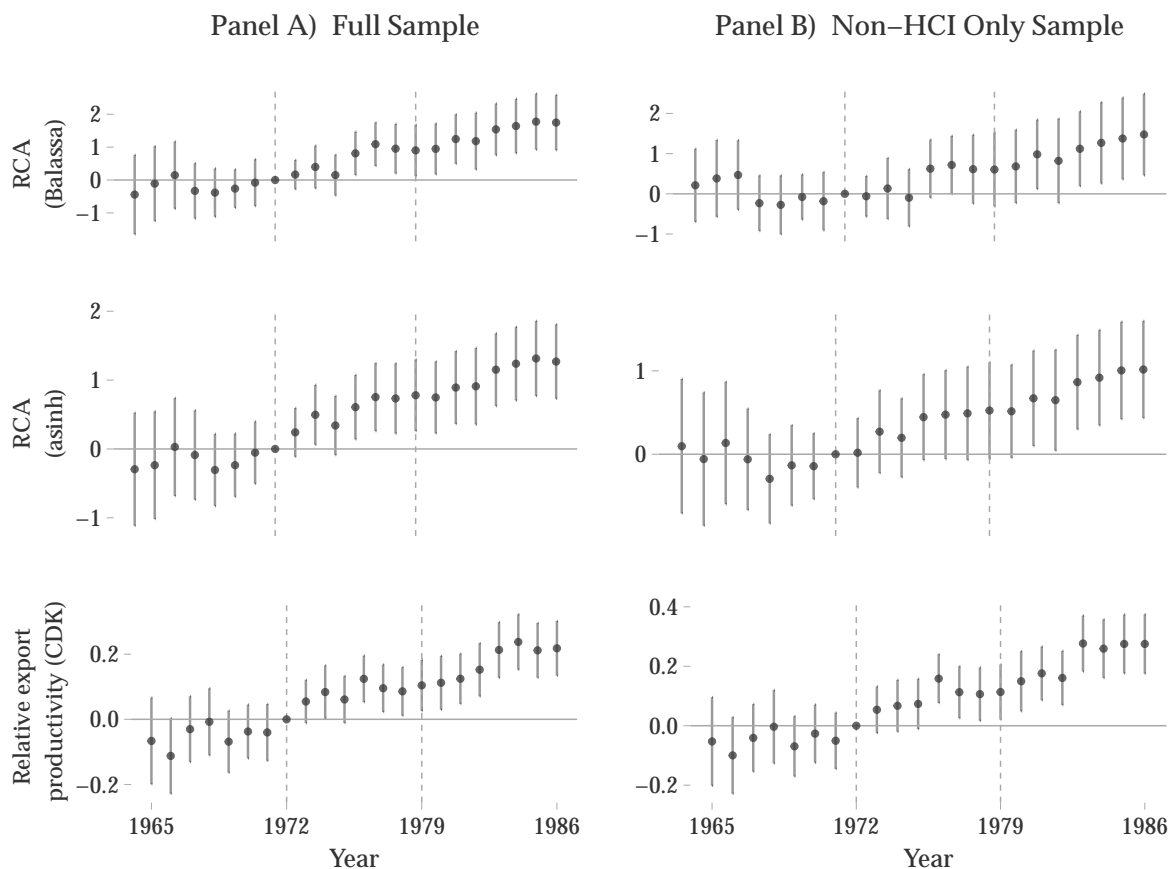 Panel A) Full Sample
Panel B) Non–HCI Only Sample
RCA
(Balassa)
2
1
0
−1
2
1
0
−1
RCA
(asinh)
2
1
0
−1
1
0
Relative export
productivity (CDK)
0.2
0.0
−0.2
0.4
0.2
0.0
−0.2
1965 1972 1979 1986
1965 1972 1979 1986
Year
Year